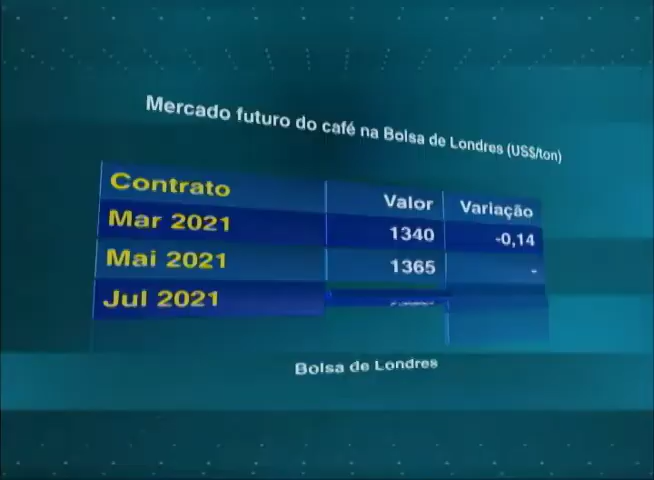 Mercado futuro do café na Bolsa de Londres (US$/ton)
Contrato Valor Variação
Mar 2021 1340 -0,14
Mai 2021 1365 -
Jul 2021
Bolsa de Londres